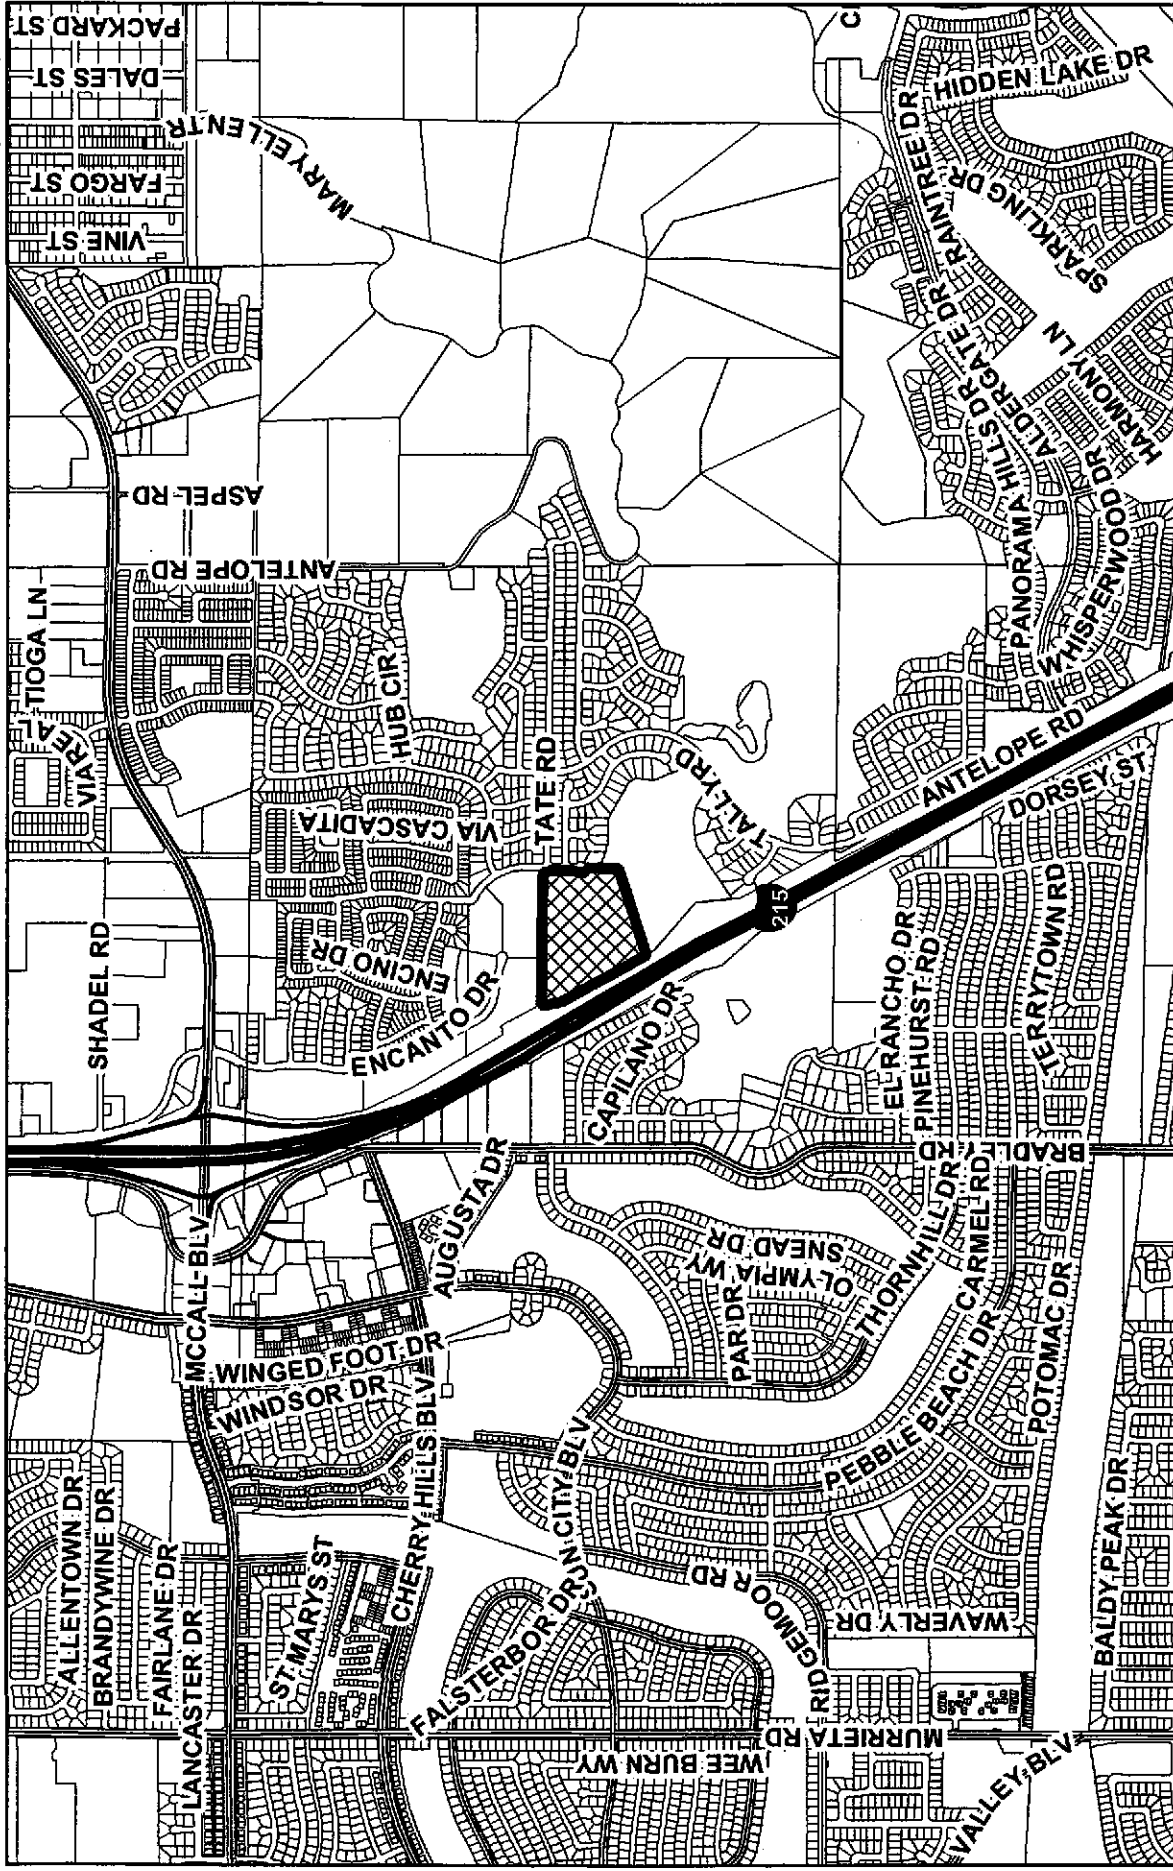 PACKARD ST
DALES ST
FARGO ST
VINE ST
MARY ELLEN TR
HIDDEN LAKE DR
SPARKLING DR
RAINTREE DR
ALDERGATE DR
PANORAMA HILLS DR
HARMONY LN
WHISPERWOOD DR
ASPEL RD
ANTELOPE RD
TIOGA LN
VIA REAL
HUB CIR
VIA CASCADITA
TATE RD
TALLY RD
ANTELOPE RD
DORSEY ST
215
SHADEL RD
ENCINO DR
ENCANTO DR
CAPILANO DR
EL RANCHO DR
PINEHURST RD
TERRYTOWN RD
BRADLEY RD
MCCALL BLV
AUGUSTA DR
SNEAD DR
OLYMPIA WY
PAR DR
THORNHILL DR
CARMEL RD
PEBBLE BEACH DR
POTOMAC DR
WINGED FOOT DR
WINDSOR DR
CHERRY HILLS BLV
SUN CITY BLV
ALLENTOWN DR
BRANDYWINE DR
FAIRLANE DR
LANCASTER DR
ST MARYS ST
FALSTERBOR DR
RIDGEMOOR RD
WAVERLY DR
BALDY PEAK DR
WEE BURN WY
MURRIETA RD
VALLEY BLV